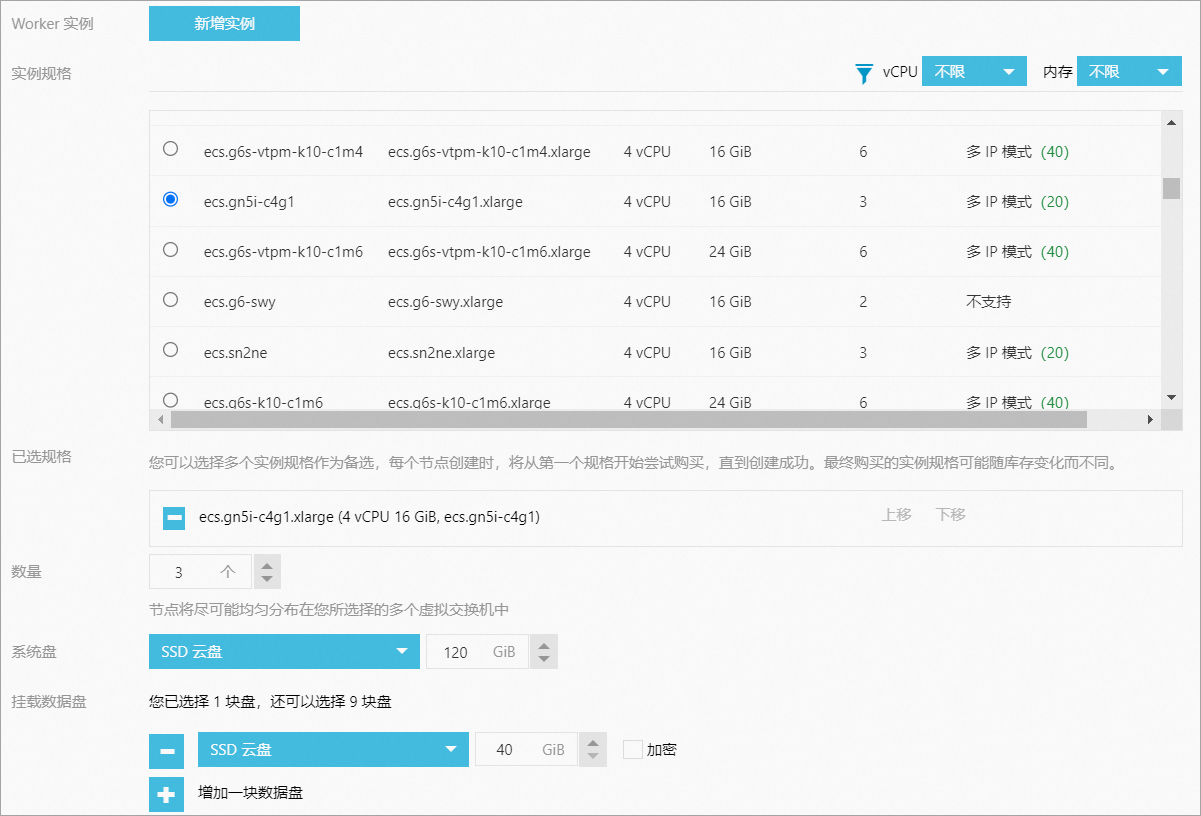 Worker 实例 新增实例
实例规格 vCPU 不限 内存 不限
ecs.g6s-vtpm-k10-c1m4 ecs.g6s-vtpm-k10-c1m4.xlarge 4 vCPU 16 GiB 6 多 IP 模式 (40)
ecs.gn5i-c4g1 ecs.gn5i-c4g1.xlarge 4 vCPU 16 GiB 3 多 IP 模式 (20)
ecs.g6s-vtpm-k10-c1m6 ecs.g6s-vtpm-k10-c1m6.xlarge 4 vCPU 24 GiB 6 多 IP 模式 (40)
ecs.g6-swy ecs.g6-swy.xlarge 4 vCPU 16 GiB 2 不支持
ecs.sn2ne ecs.sn2ne.xlarge 4 vCPU 16 GiB 3 多 IP 模式 (20)
ecs.g6s-k10-c1m6 ecs.g6s-k10-c1m6.xlarge 4 vCPU 24 GiB 6 多 IP 模式 (40)
已选规格 您可以选择多个实例规格作为备选，每个节点创建时，将从第一个规格开始尝试购买，直到创建成功。最终购买的实例规格可能随库存变化而不同。
ecs.gn5i-c4g1.xlarge (4 vCPU 16 GiB, ecs.gn5i-c4g1) 上移 下移
数量 3 个
节点将尽可能均匀分布在您所选择的多个虚拟交换机中
系统盘 SSD 云盘 120 GiB
挂载数据盘 您已选择 1 块盘，还可以选择 9 块盘
SSD 云盘 40 GiB 加密
增加一块数据盘